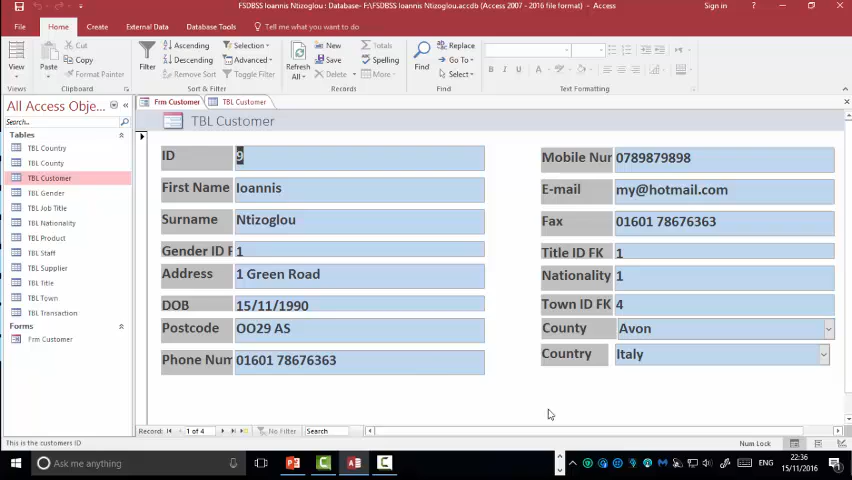 FSDBSS Ioannis Ntizoglou: Database- F:\FSDBSS Ioannis Ntizoglou.accdb (Access 2007 - 2016 file format) - Access
Sign in
File Home Create External Data Database Tools Tell me what you want to do
View
Paste
Cut
Copy
Format Painter
Filter
Ascending
Descending
Remove Sort
Selection
Advanced
Toggle Filter
Refresh All
New
Save
Delete
Totals
Spelling
More
Find
Replace
Go To
Select
B I U
Views Clipboard Sort & Filter Records Find Text Formatting
All Access Obje...
Search...
Tables
TBL Country
TBL County
TBL Customer
TBL Gender
TBL Job Title
TBL Nationality
TBL Product
TBL Staff
TBL Supplier
TBL Title
TBL Town
TBL Transaction
Forms
Frm Customer
Frm Customer TBL Customer
TBL Customer
ID 9
First Name Ioannis
Surname Ntizoglou
Gender ID F 1
Address 1 Green Road
DOB 15/11/1990
Postcode OO29 AS
Phone Num 01601 78676363
Mobile Nur 0789879898
E-mail my@hotmail.com
Fax 01601 78676363
Title ID FK 1
Nationality 1
Town ID FK 4
County Avon
Country Italy
Record: 1 of 4 No Filter Search
This is the customers ID
Num Lock
Ask me anything
ENG
22:36
15/11/2016